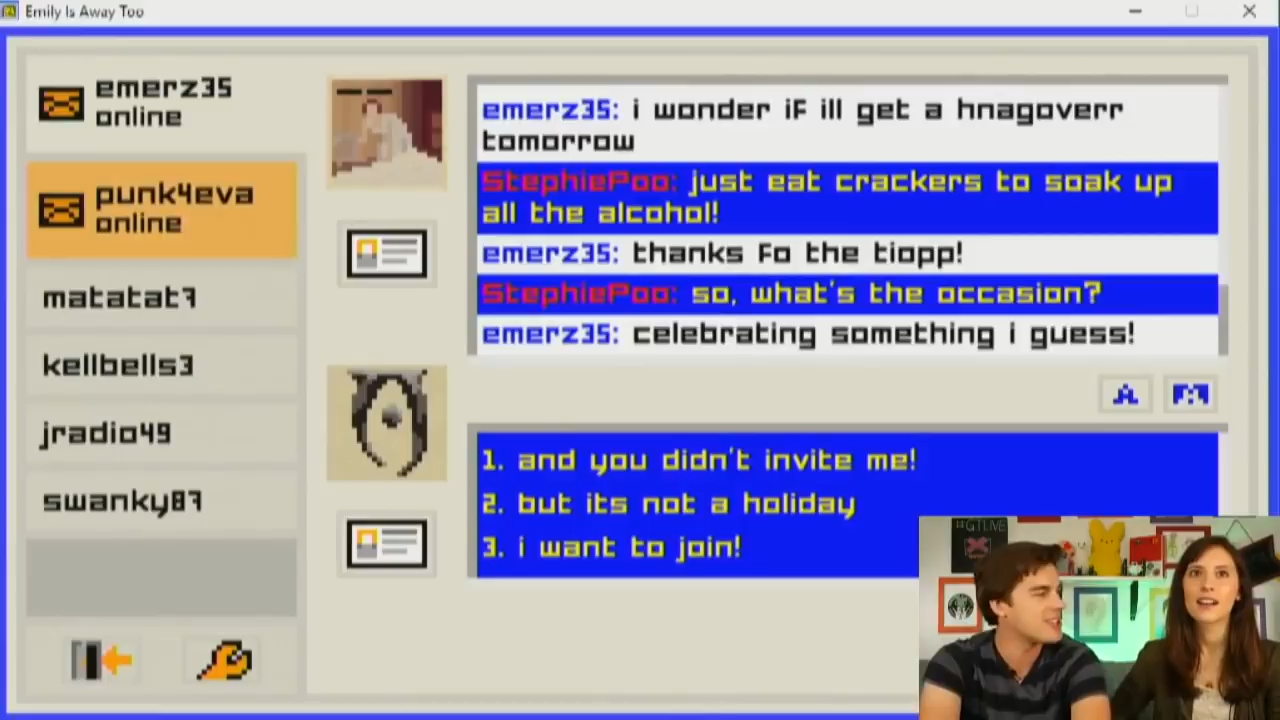 Emily Is Away Too
emerz35
online
punk4eva
online
matatat7
kellbells3
jradio49
swanky87
emerz35: i wonder if ill get a hnagoverr
tomorrow
StephiePoo: just eat crackers to soak up
all the alcohol!
emerz35: thanks fo the tiopp!
StephiePoo: so, what's the occasion?
emerz35: celebrating something i guess!
A
1. and you didn't invite me!
2. but its not a holiday
3. i want to join!
#GTLIVE